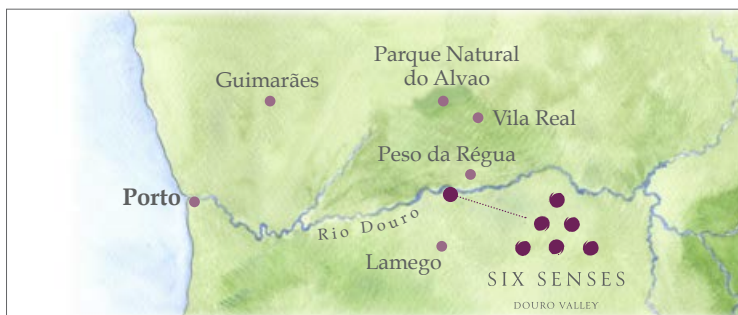 Parque Natural
do Alvao
Guimarães
Vila Real
Peso da Régua
Porto
Rio Douro
Lamego
SIX SENSES
DOURO VALLEY